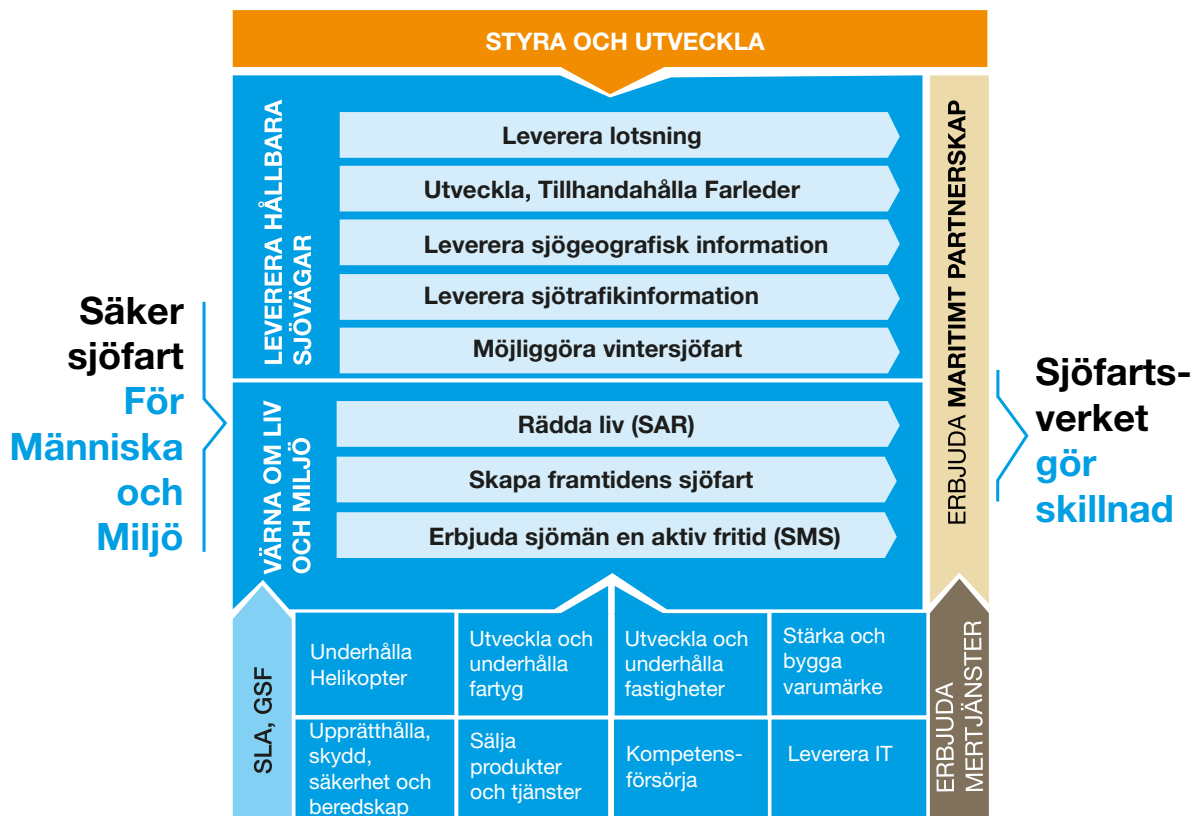 STYRA OCH UTVECKLA
LEVERERA HÅLLBARA
SJÖVÄGAR
Leverera lotsning
Utveckla, Tillhandahålla Farleder
Leverera sjögeografisk information
Leverera sjötrafikinformation
Möjliggöra vintersjöfart
VÄRNA OM LIV
OCH MILJÖ
Rädda liv (SAR)
Skapa framtidens sjöfart
Erbjuda sjömän en aktiv fritid (SMS)
Säker
sjöfart
För
Människa
och
Miljö
ERBJUDA MARITIMT PARTNERSKAP
Sjöfarts-
verket
gör
skillnad
SLA, GSF
Underhålla
Helikopter
Utveckla och
underhålla
fartyg
Utveckla och
underhålla
fastigheter
Stärka och
bygga
varumärke
Upprätthålla,
skydd,
säkerhet och
beredskap
Sälja
produkter
och tjänster
Kompetens-
försörja
Leverera IT
ERBJUDA
MERTJÄNSTER